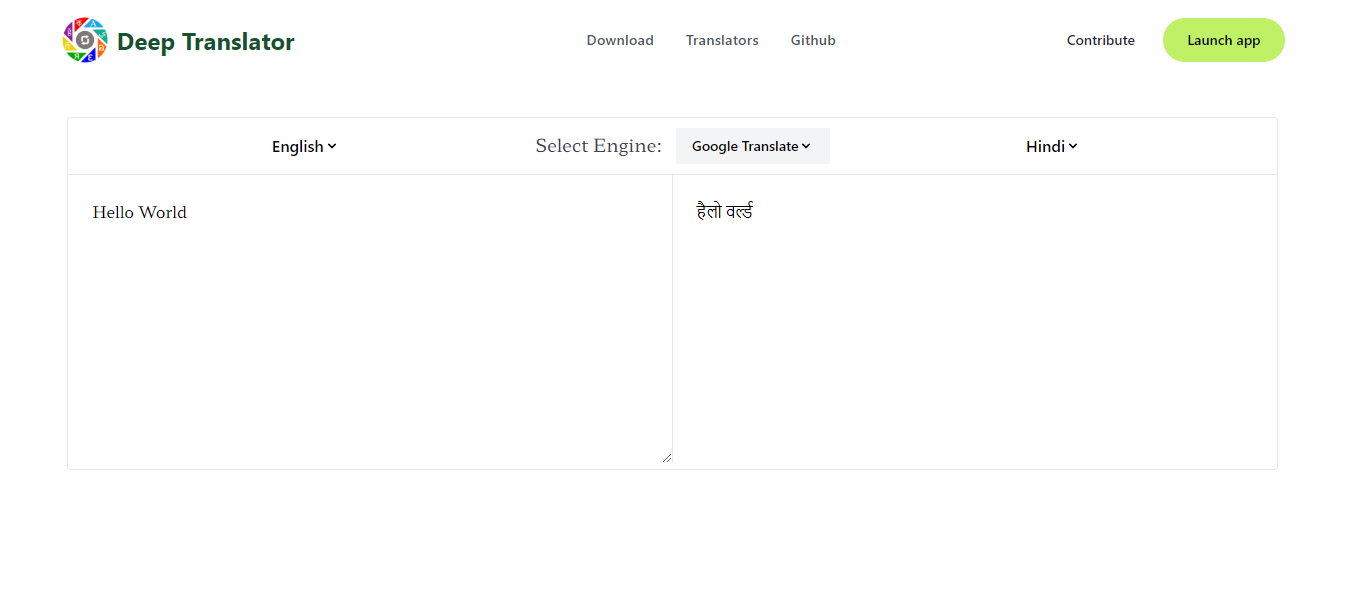 Deep Translator
Download Translators Github
Contribute Launch app
English Select Engine: Google Translate Hindi
Hello World
हैलो वर्ल्ड